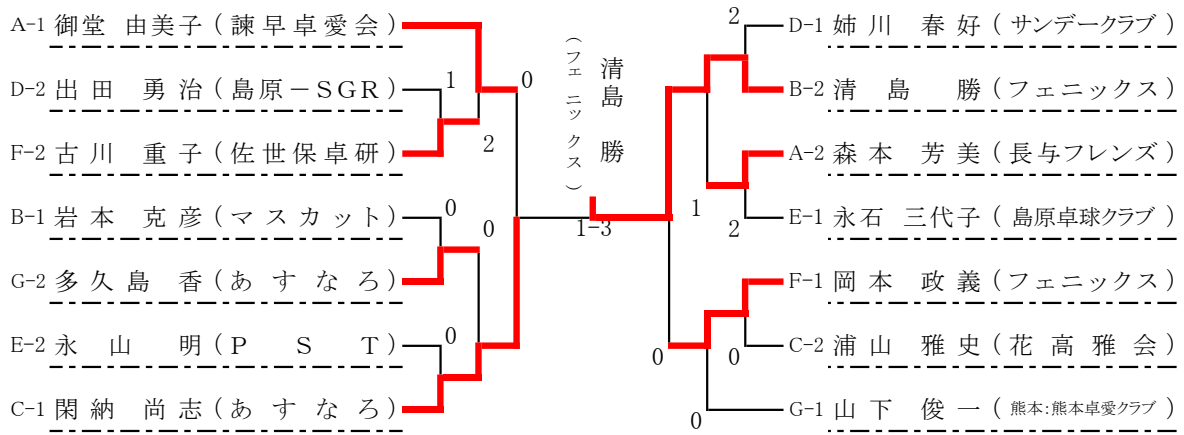 A-1 御堂 由美子 ( 諫早卓愛会 )
D-2 出田 勇治 ( 島原－SGR )
F-2 古川 重子 ( 佐世保卓研 )
B-1 岩本 克彦 ( マスカット )
G-2 多久島 香 ( あすなろ )
E-2 永山 明 ( P S T )
C-1 閑納 尚志 ( あすなろ )
1
0
2
0
0
0
清島 勝
(フェニックス)
1-3
2
1
2
0
0
0
D-1 姉川 春好 ( サンデークラブ )
B-2 清島 勝 ( フェニックス )
A-2 森本 芳美 ( 長与フレンズ )
E-1 永石 三代子 ( 島原卓球クラブ )
F-1 岡本 政義 ( フェニックス )
C-2 浦山 雅史 ( 花高雅会 )
G-1 山下 俊一 ( 熊本:熊本卓愛クラブ )